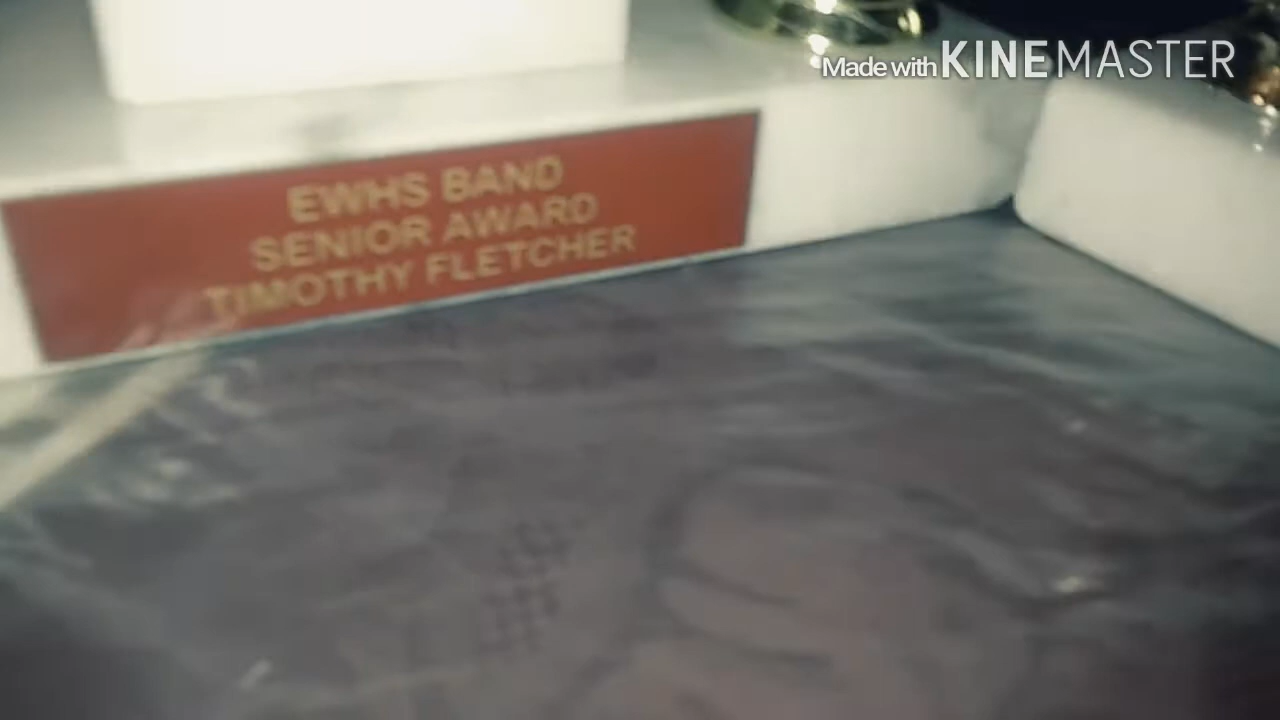 Made with KINEMASTER
EWHS BAND
SENIOR AWARD
TIMOTHY FLETCHER